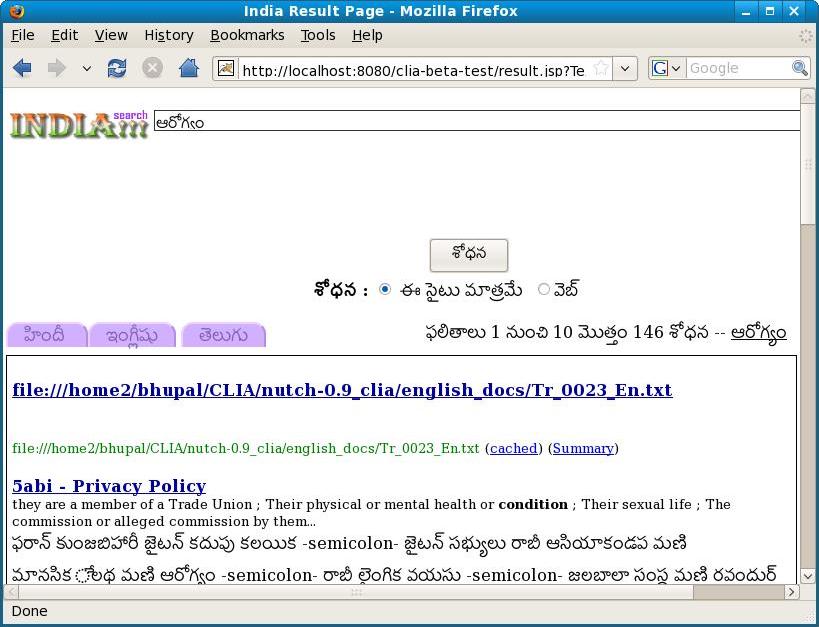 India Result Page - Mozilla Firefox
File Edit View History Bookmarks Tools Help
http://localhost:8080/clia-beta-test/result.jsp?Te
Google
INDIA search
ఆరోగ్యం
శోధన
శోధన : ఈ సైటు మాత్రమే వెబ్
హిందీ ఇంగ్లీషు తెలుగు
ఫలితాలు 1 నుంచి 10 మొత్తం 146 శోధన -- ఆరోగ్యం
file:///home2/bhupal/CLIA/nutch-0.9_clia/english_docs/Tr_0023_En.txt
file:///home2/bhupal/CLIA/nutch-0.9_clia/english_docs/Tr_0023_En.txt (cached) (Summary)
5abi - Privacy Policy
they are a member of a Trade Union ; Their physical or mental health or condition ; Their sexual life ; The
commission or alleged commission by them...
ఫరాన్ కుంజబిహారీ జైటన్ కదుపు కలయిక -semicolon- జైటన్ సభ్యులు రాబీ ఆసియాకండప మణి
మానసిక మణి ఆరోగ్యం -semicolon- రాబీ లైంగిక వయసు -semicolon- జలబాలా సంస్థ మణి రవందుర్
Done